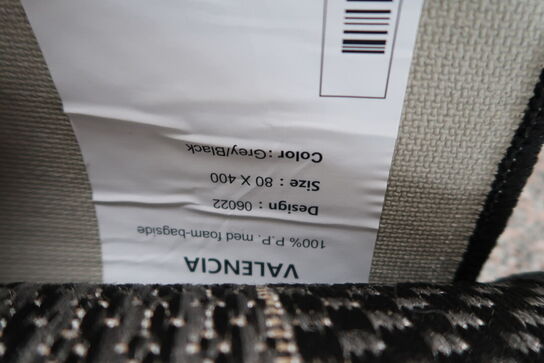 VALENCIA
100% P.P. med foam-bagside
Design : 06022
Size : 80 X 400
Color : Grey/Black